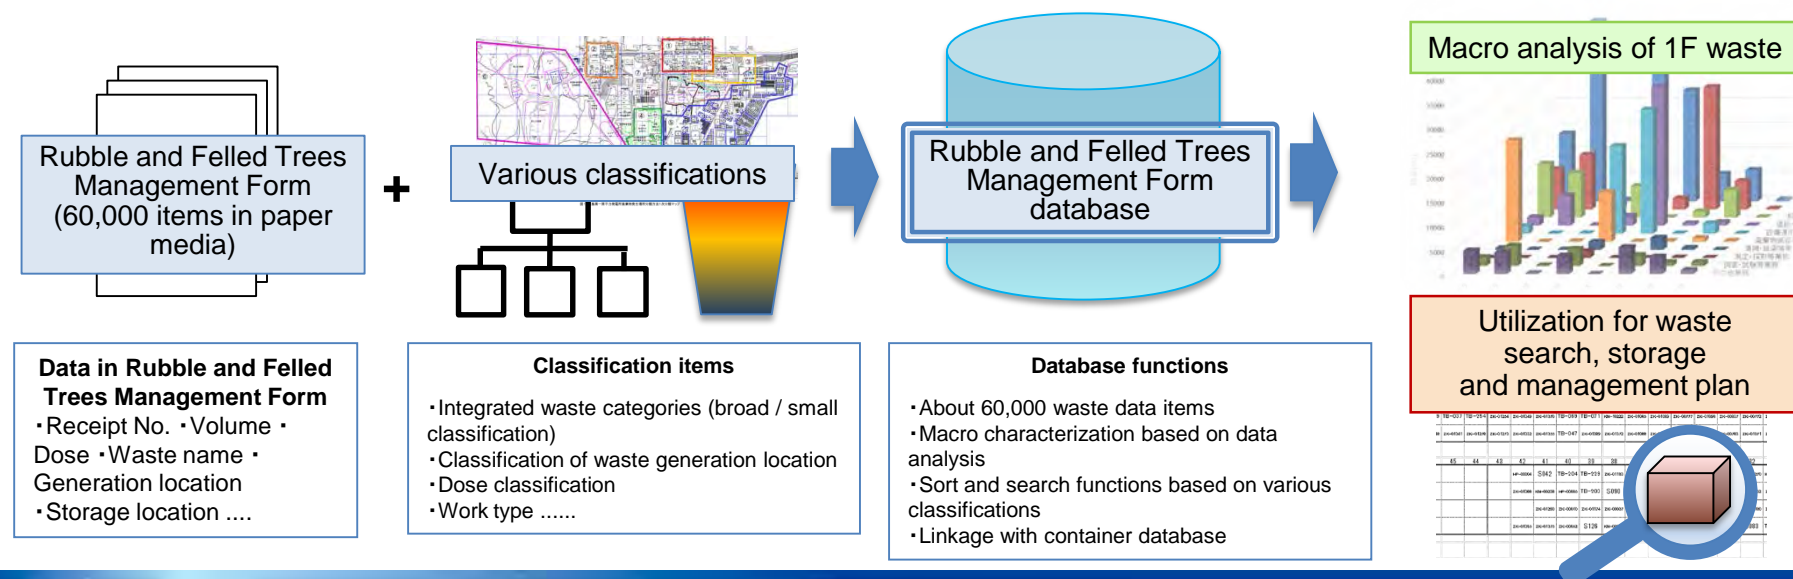 Rubble and Felled Trees
Management Form
(60,000 items in paper
media)
+
Various classifications
Rubble and Felled Trees
Management Form
database
Macro analysis of 1F waste
Utilization for waste
search, storage
and management plan
Data in Rubble and Felled
Trees Management Form
・Receipt No. ・Volume ・
Dose ・Waste name ・
Generation location
・Storage location ....
Classification items
・Integrated waste categories (broad / small
classification)
・Classification of waste generation location
・Dose classification
・Work type ......
Database functions
・About 60,000 waste data items
・Macro characterization based on data
analysis
・Sort and search functions based on various
classifications
・Linkage with container database